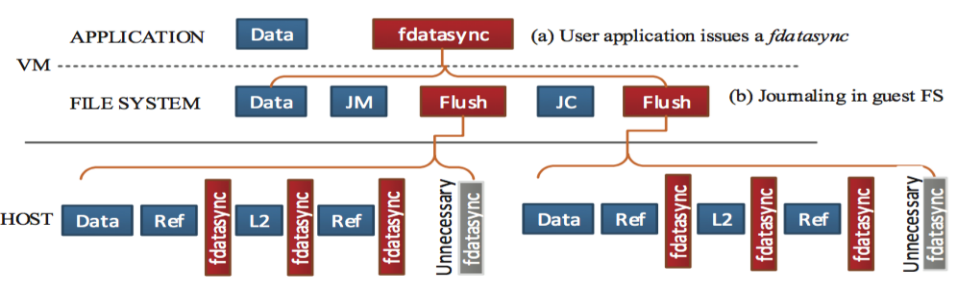 APPLICATION Data fdatasync (a) User application issues a fdatasync
VM
FILE SYSTEM Data JM Flush JC Flush (b) Journaling in guest FS
HOST Data Ref fdatasync L2 fdatasync Ref fdatasync Unnecessary fdatasync Data Ref fdatasync L2 fdatasync Ref fdatasync Unnecessary fdatasync